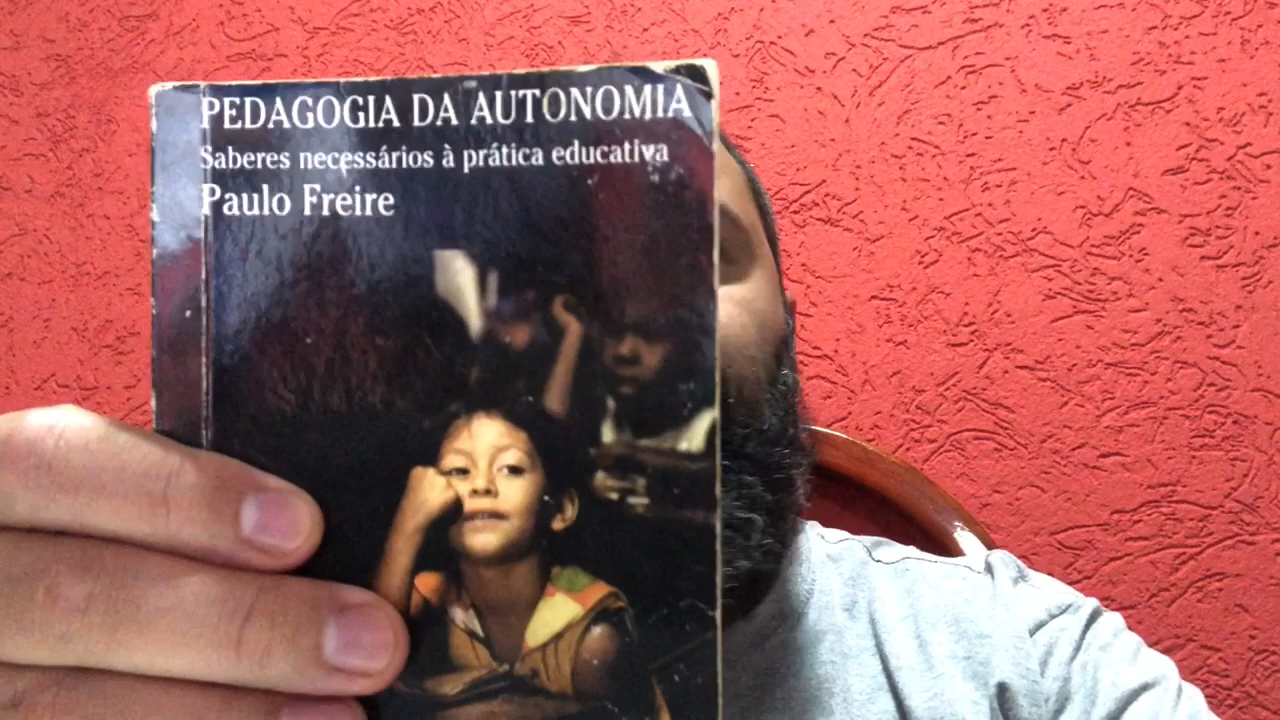 PEDAGOGIA DA AUTONOMIA
Saberes necessários à prática educativa
Paulo Freire